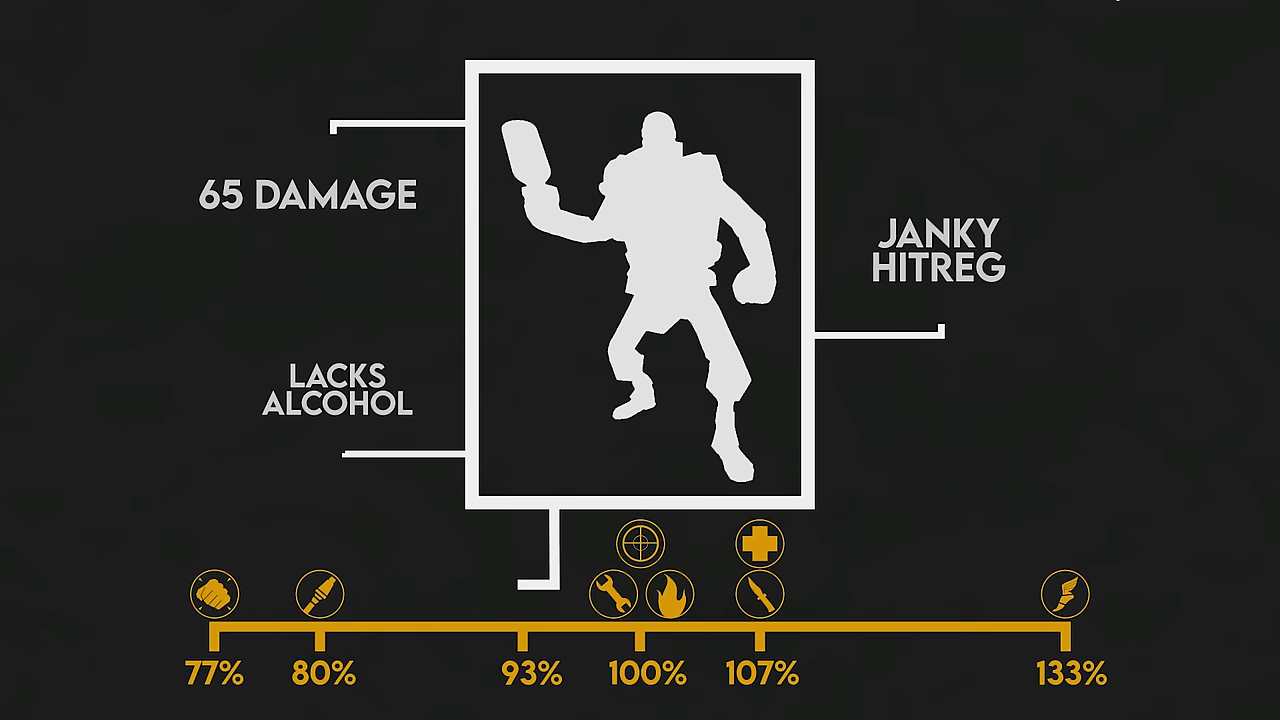 65 DAMAGE
JANKY
HITREG
LACKS
ALCOHOL
77%
80%
93%
100%
107%
133%